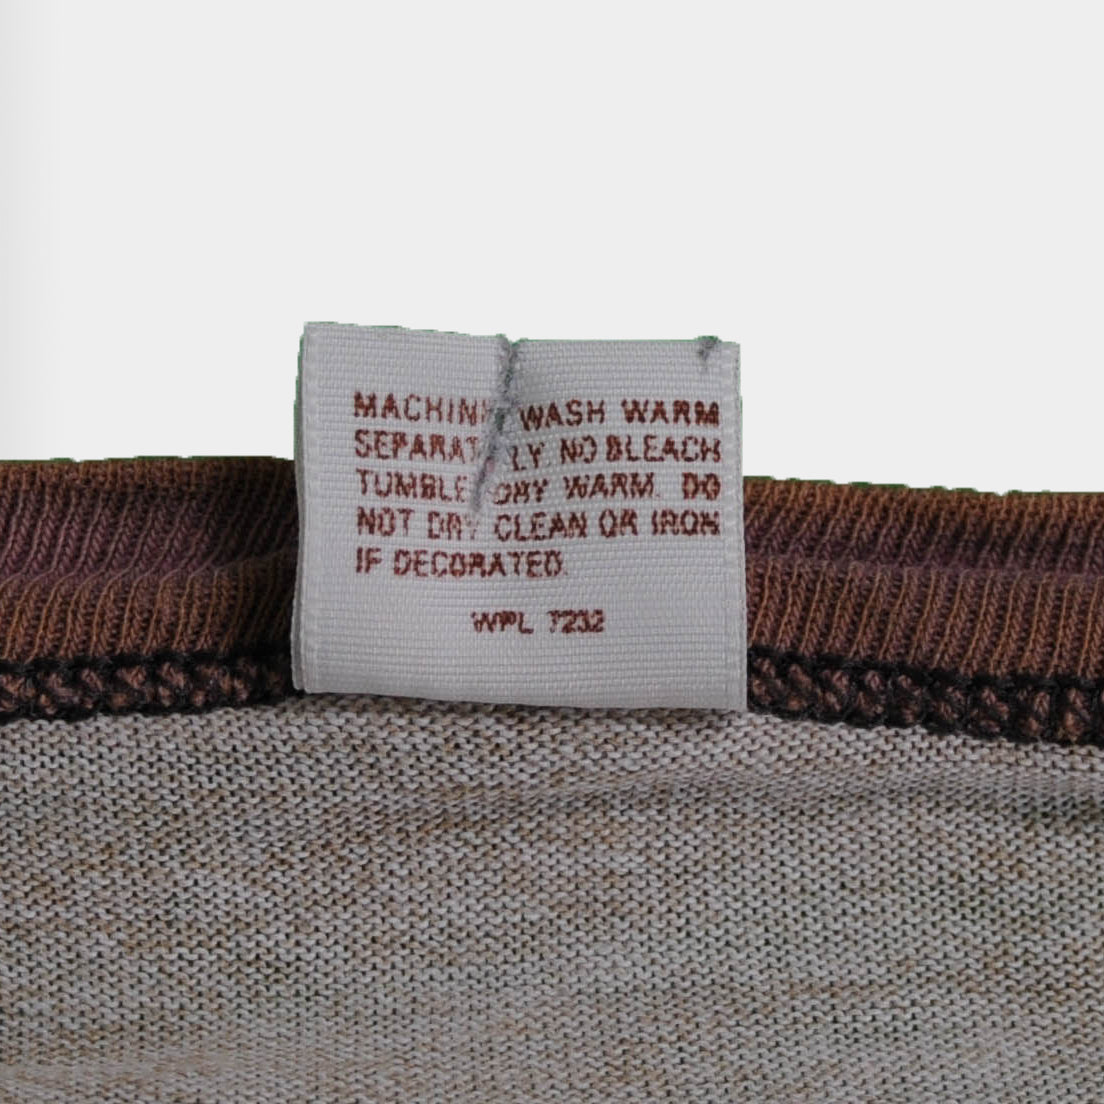 MACHINE WASH WARM
SEPARATELY. NO BLEACH
TUMBLE DRY WARM. DO
NOT DRY CLEAN OR IRON
IF DECORATED.
WPL 7232